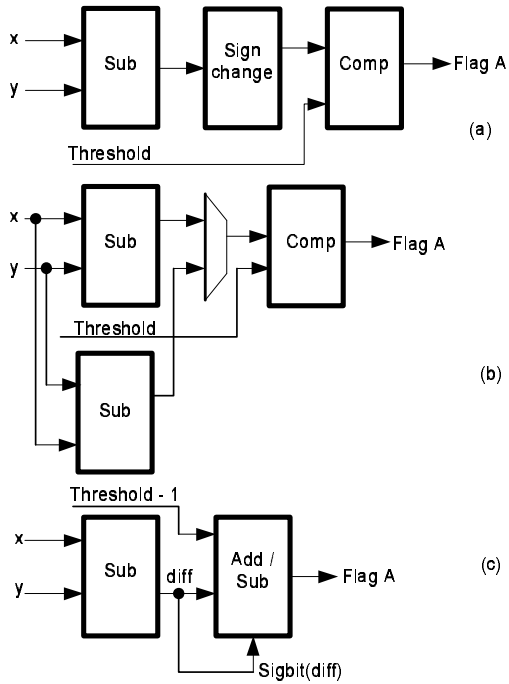 x
Sub
Sign
change
Comp
Flag A
y
Threshold
(a)
x
Sub
Comp
Flag A
y
Threshold
Sub
(b)
Threshold - 1
x
Sub
diff
Add /
Sub
Flag A
(c)
y
Sigbit(diff)